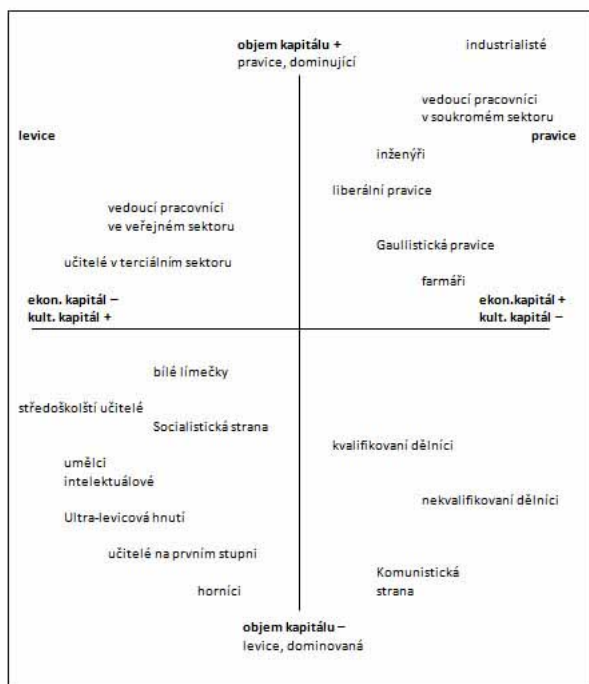 objem kapitálu +
industrialisté
pravice, dominující
vedoucí pracovníci
v soukromém sektoru
levice
pravice
inženýři
liberální pravice
vedoucí pracovníci
ve veřejném sektoru
Gaullistická pravice
učitelé v terciálním sektoru
farmáři
ekon. kapitál –
kult. kapitál +
ekon.kapitál +
kult. kapitál –
bílé límečky
středoškolští učitelé
Socialistická strana
kvalifikovaní dělníci
umělci
intelektuálové
nekvalifikovaní dělníci
Ultra-levicová hnutí
učitelé na prvním stupni
Komunistická
strana
horníci
objem kapitálu –
levice, dominovaná